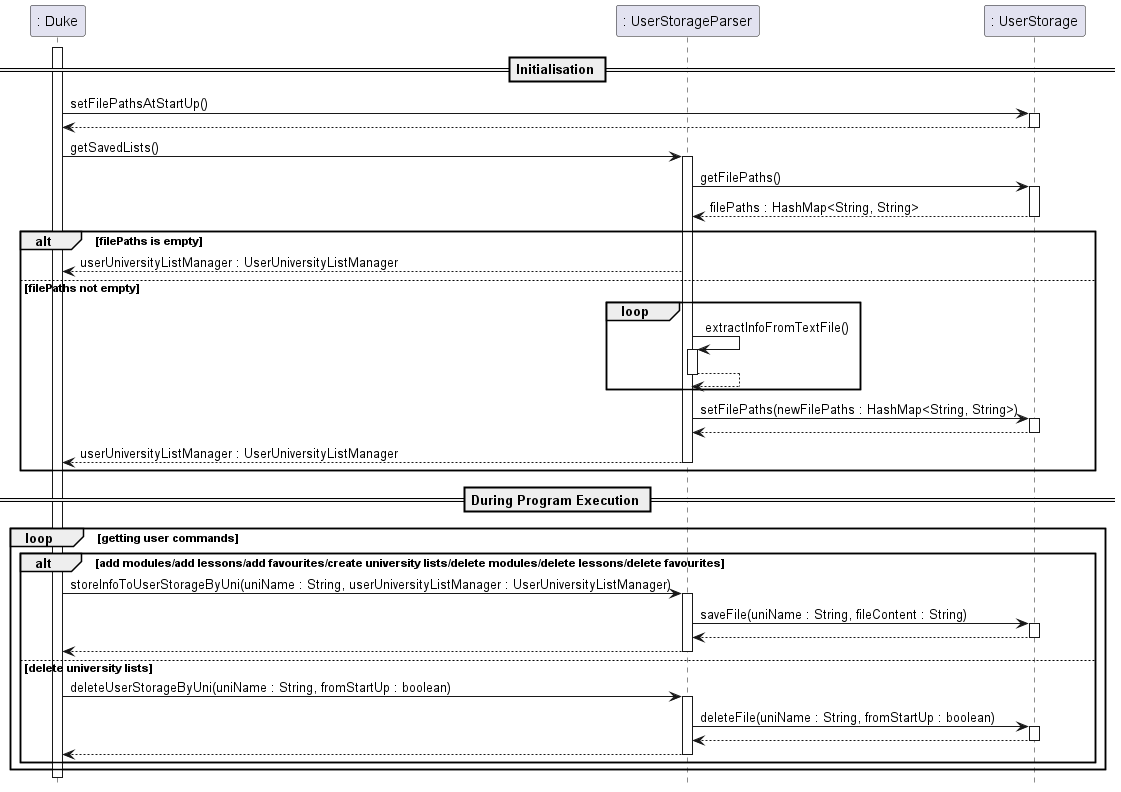 : Duke
: UserStorageParser
: UserStorage
Initialisation
setFilePathsAtStartUp()
getSavedLists()
getFilePaths()
filePaths : HashMap<String, String>
alt [filePaths is empty]
userUniversityListManager : UserUniversityListManager
[filePaths not empty]
loop
extractInfoFromTextFile()
setFilePaths(newFilePaths : HashMap<String, String>)
userUniversityListManager : UserUniversityListManager
During Program Execution
loop [getting user commands]
alt [add modules/add lessons/add favourites/create university lists/delete modules/delete lessons/delete favourites]
storeInfoToUserStorageByUni(uniName : String, userUniversityListManager : UserUniversityListManager)
saveFile(uniName : String, fileContent : String)
[delete university lists]
deleteUserStorageByUni(uniName : String, fromStartUp : boolean)
deleteFile(uniName : String, fromStartUp : boolean)